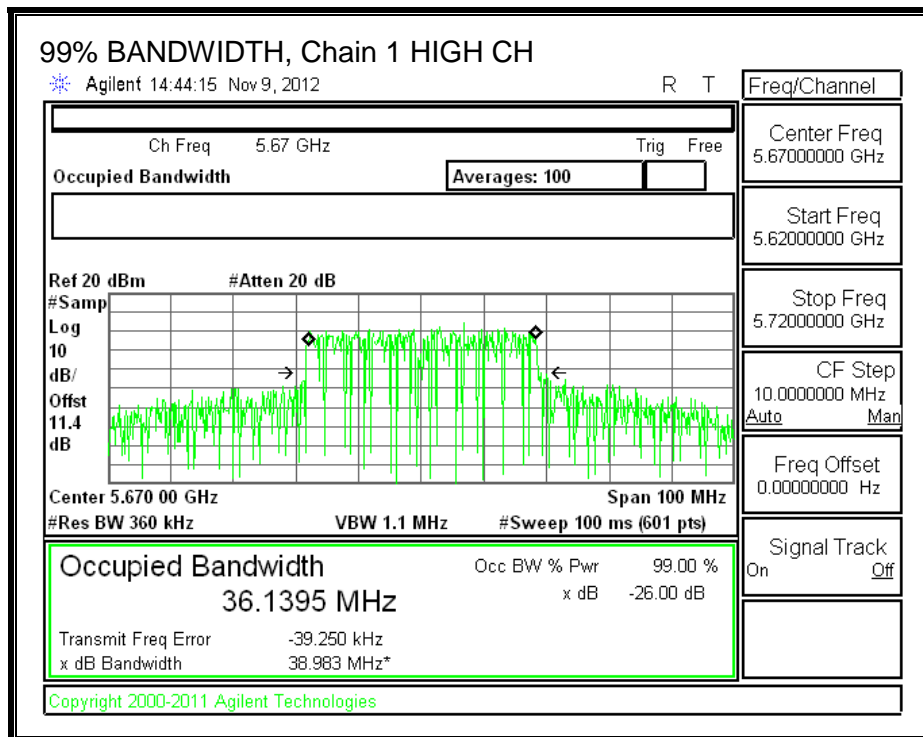 99% BANDWIDTH, Chain 1 HIGH CH
Agilent 14:44:15 Nov 9, 2012 R T
Ch Freq 5.67 GHz Trig Free
Occupied Bandwidth Averages: 100
Ref 20 dBm #Atten 20 dB
#Samp
Log
10
dB/
Offst
11.4
dB
Center 5.670 00 GHz Span 100 MHz
#Res BW 360 kHz VBW 1.1 MHz #Sweep 100 ms (601 pts)
Occupied Bandwidth Occ BW % Pwr 99.00 %
36.1395 MHz x dB -26.00 dB
Transmit Freq Error -39.250 kHz
x dB Bandwidth 38.983 MHz*
Copyright 2000-2011 Agilent Technologies
Freq/Channel
Center Freq
5.67000000 GHz
Start Freq
5.62000000 GHz
Stop Freq
5.72000000 GHz
CF Step
10.0000000 MHz
Auto Man
Freq Offset
0.00000000 Hz
Signal Track
On Off